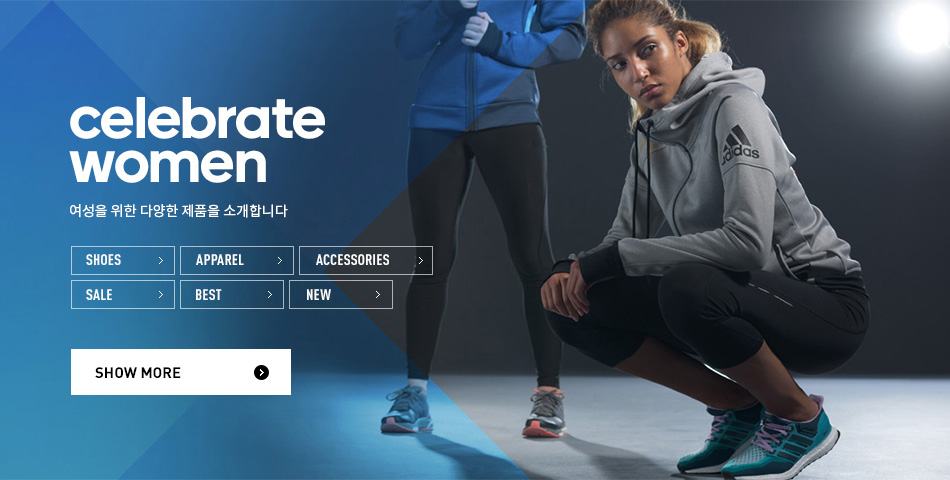 celebrate
women
여성을 위한 다양한 제품을 소개합니다
SHOES
APPAREL
ACCESSORIES
SALE
BEST
NEW
SHOW MORE
adidas